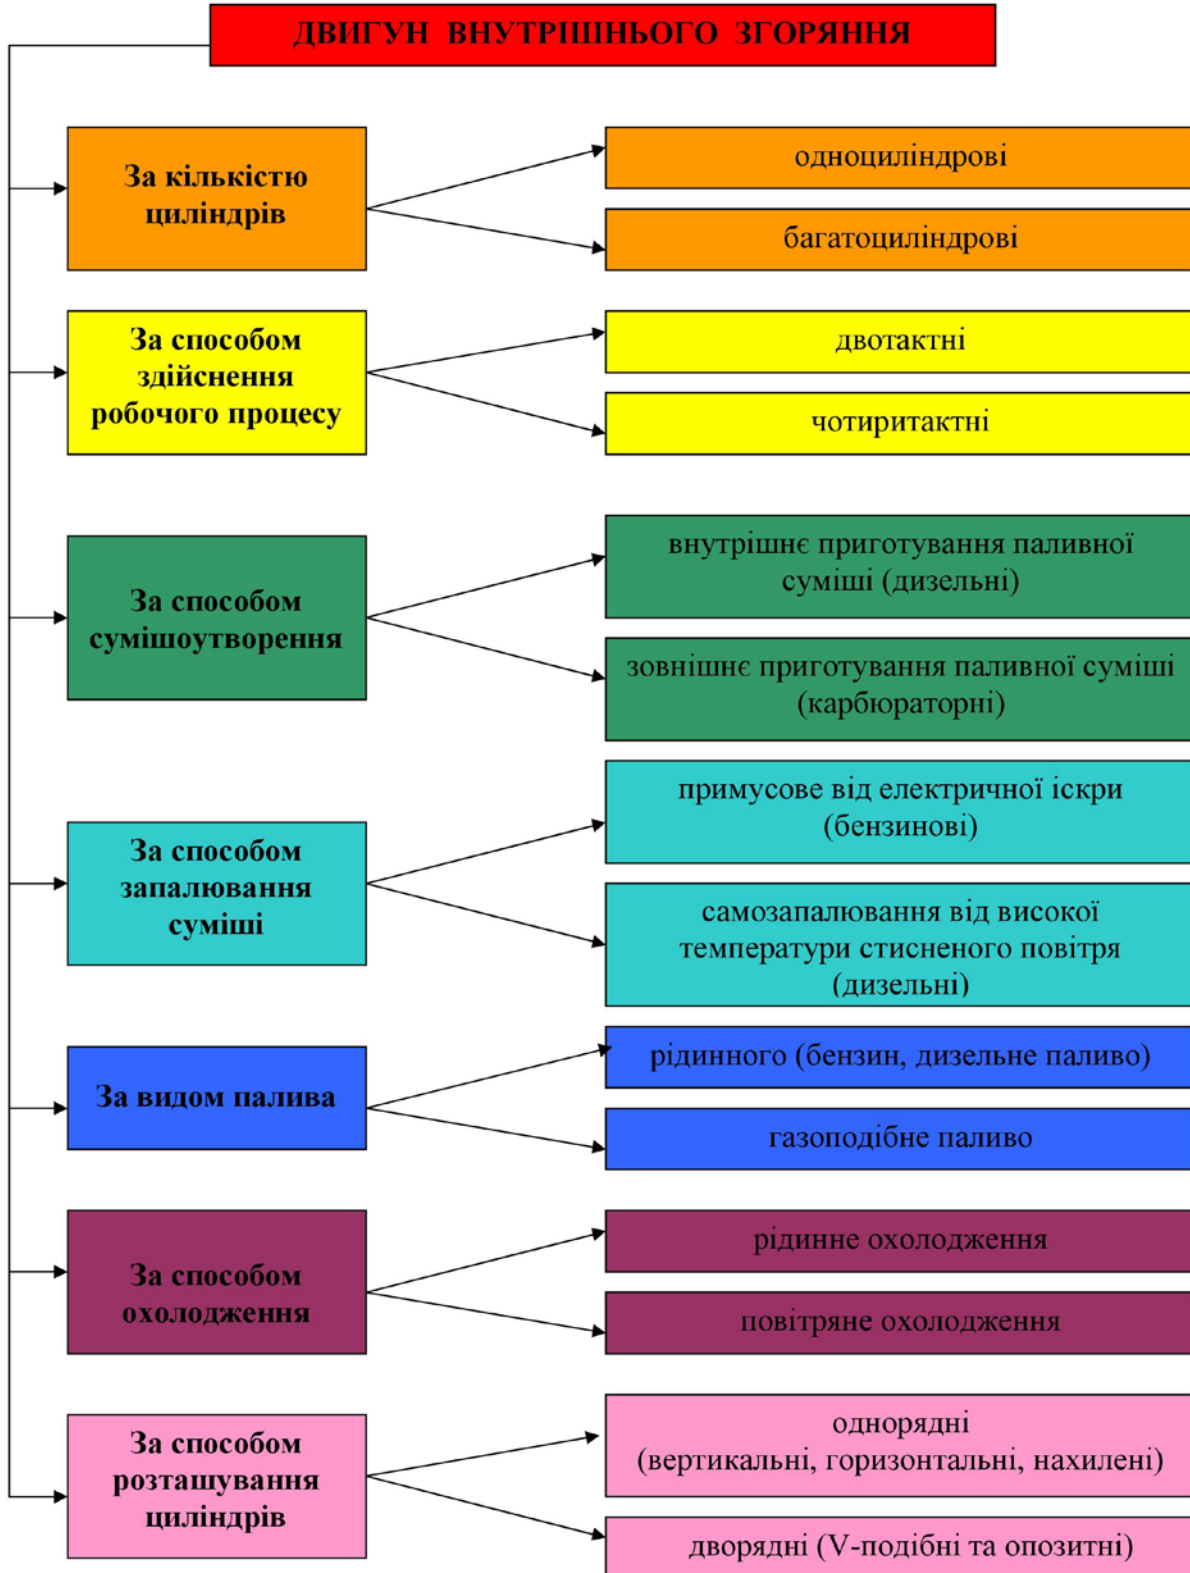 ДВИГУН ВНУТРІШНЬОГО ЗГОРЯННЯ
За кількістю
циліндрів
одноциліндрові
багатоциліндрові
За способом
здійснення
робочого процесу
двотактні
чотиритактні
За способом
сумішоутворення
внутрішнє приготування паливної
суміші (дизельні)
зовнішнє приготування паливної суміші
(карбюраторні)
За способом
запалювання
суміші
примусове від електричної іскри
(бензинові)
самозапалювання від високої
температури стисненого повітря
(дизельні)
За видом палива
рідинного (бензин, дизельне паливо)
газоподібне паливо
За способом
охолодження
рідинне охолодження
повітряне охолодження
За способом
розташування
циліндрів
однорядні
(вертикальні, горизонтальні, нахилені)
дворядні (V-подібні та опозитні)